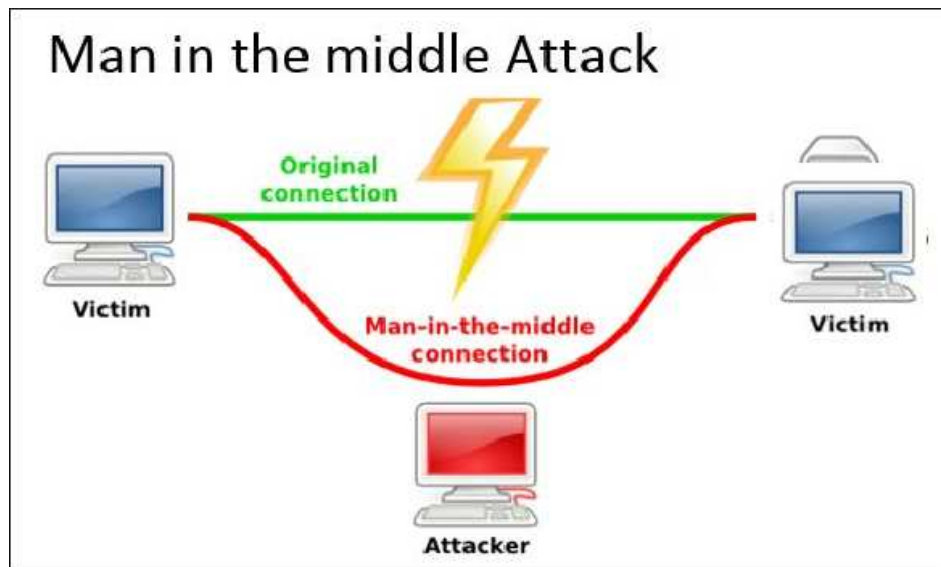 Man in the middle Attack
Original
connection
Victim
Victim
Man-in-the-middle
connection
Attacker